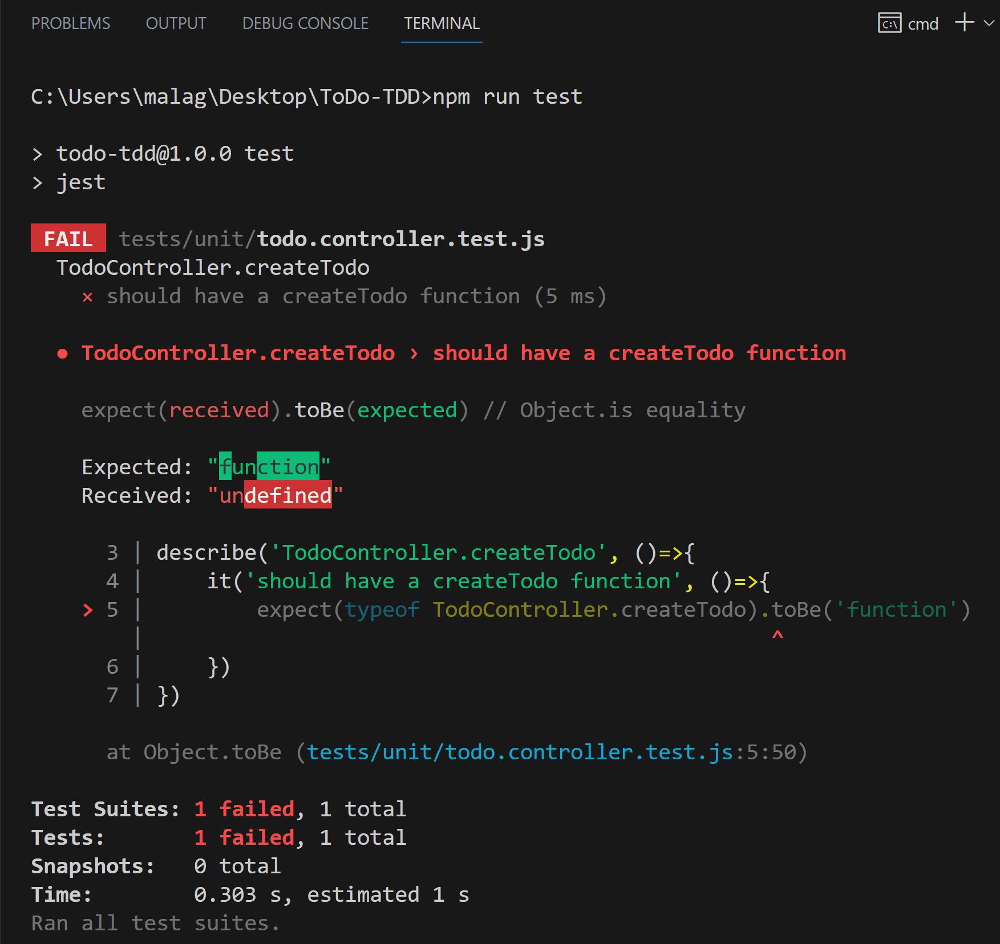 PROBLEMS OUTPUT DEBUG CONSOLE TERMINAL cmd
C:\Users\malag\Desktop\ToDo-TDD>npm run test
> todo-tdd@1.0.0 test
> jest
FAIL tests/unit/todo.controller.test.js
TodoController.createTodo
× should have a createTodo function (5 ms)
● TodoController.createTodo › should have a createTodo function
expect(received).toBe(expected) // Object.is equality
Expected: "function"
Received: "undefined"
3 | describe('TodoController.createTodo', ()=>{
4 |     it('should have a createTodo function', ()=>{
> 5 |         expect(typeof TodoController.createTodo).toBe('function')
|                                                  ^
6 |     })
7 | })
at Object.toBe (tests/unit/todo.controller.test.js:5:50)
Test Suites: 1 failed, 1 total
Tests:       1 failed, 1 total
Snapshots:   0 total
Time:        0.303 s, estimated 1 s
Ran all test suites.